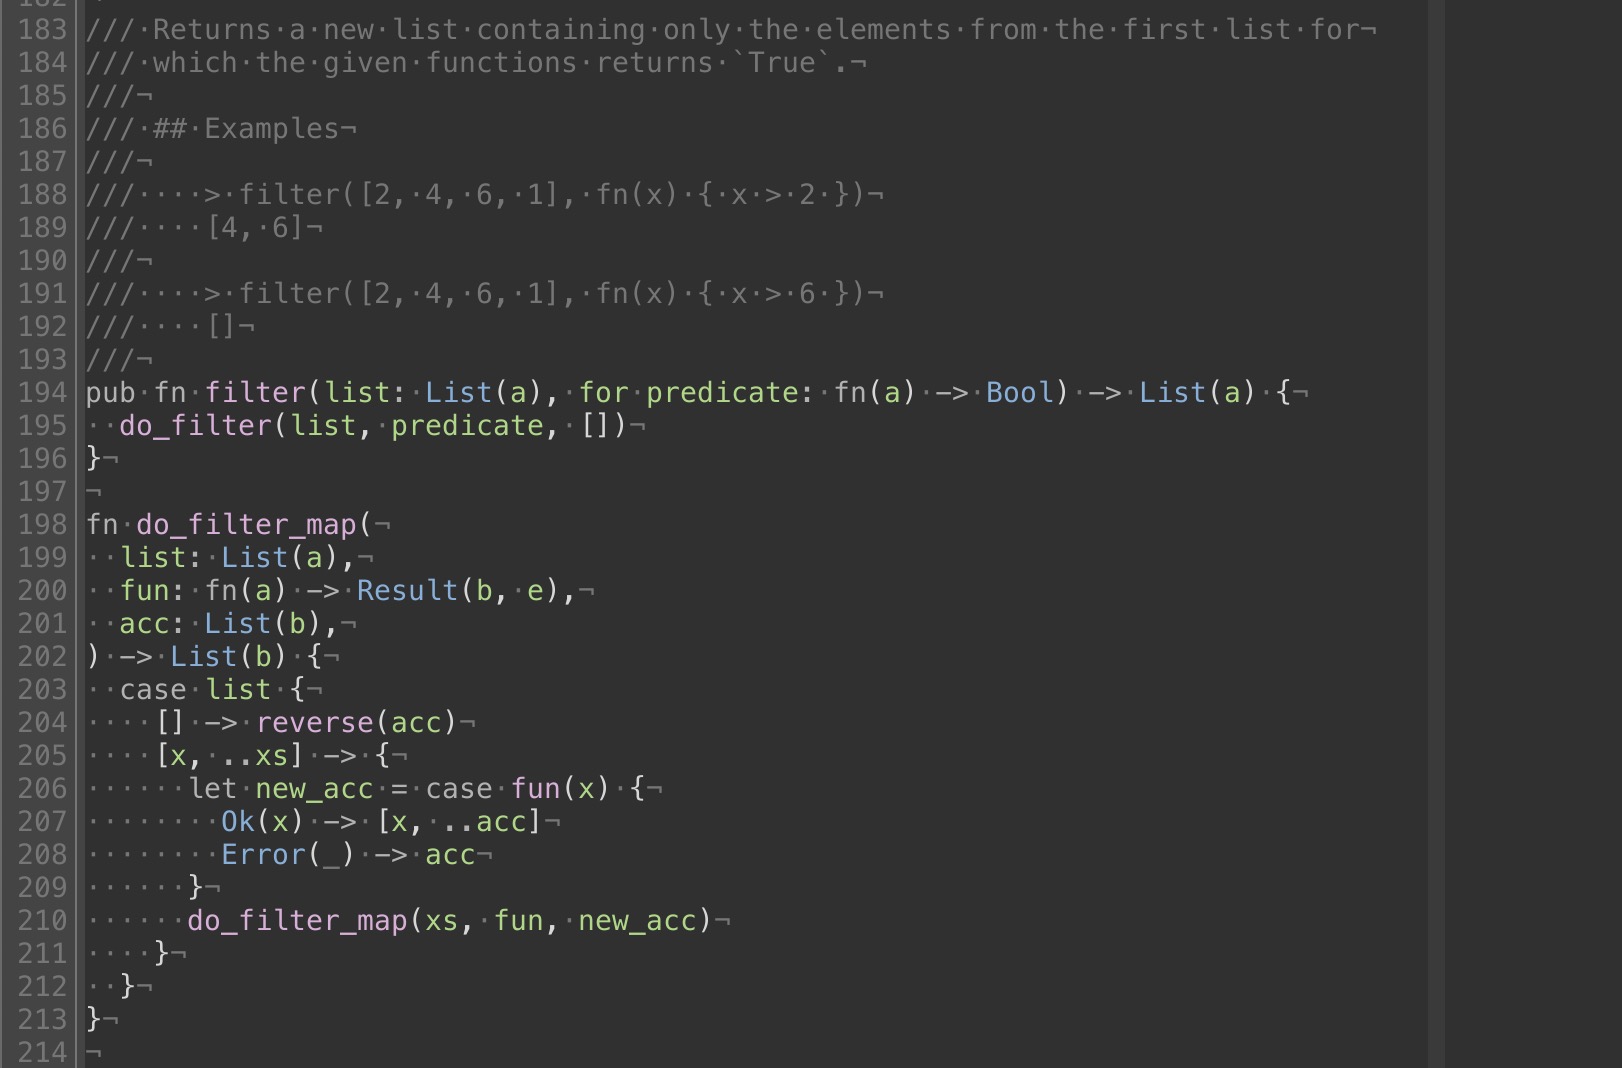 182
183 ///·Returns·a·new·list·containing·only·the·elements·from·the·first·list·for¬
184 ///·which·the·given·functions·returns·`True`.¬
185 ///¬
186 ///·##·Examples¬
187 ///¬
188 ///····>·filter([2,·4,·6,·1],·fn(x)·{·x·>·2·})¬
189 ///····[4,·6]¬
190 ///¬
191 ///····>·filter([2,·4,·6,·1],·fn(x)·{·x·>·6·})¬
192 ///····[]¬
193 ///¬
194 pub·fn·filter(list:·List(a),·for·predicate:·fn(a)·->·Bool)·->·List(a)·{¬
195 ··do_filter(list,·predicate,·[])¬
196 }¬
197 ¬
198 fn·do_filter_map(¬
199 ··list:·List(a),¬
200 ··fun:·fn(a)·->·Result(b,·e),¬
201 ··acc:·List(b),¬
202 )·->·List(b)·{¬
203 ··case·list·{¬
204 ····[]·->·reverse(acc)¬
205 ····[x,·..xs]·->·{¬
206 ······let·new_acc·=·case·fun(x)·{¬
207 ········Ok(x)·->·[x,·..acc]¬
208 ········Error(_)·->·acc¬
209 ······}¬
210 ······do_filter_map(xs,·fun,·new_acc)¬
211 ····}¬
212 ··}¬
213 }¬
214 ¬